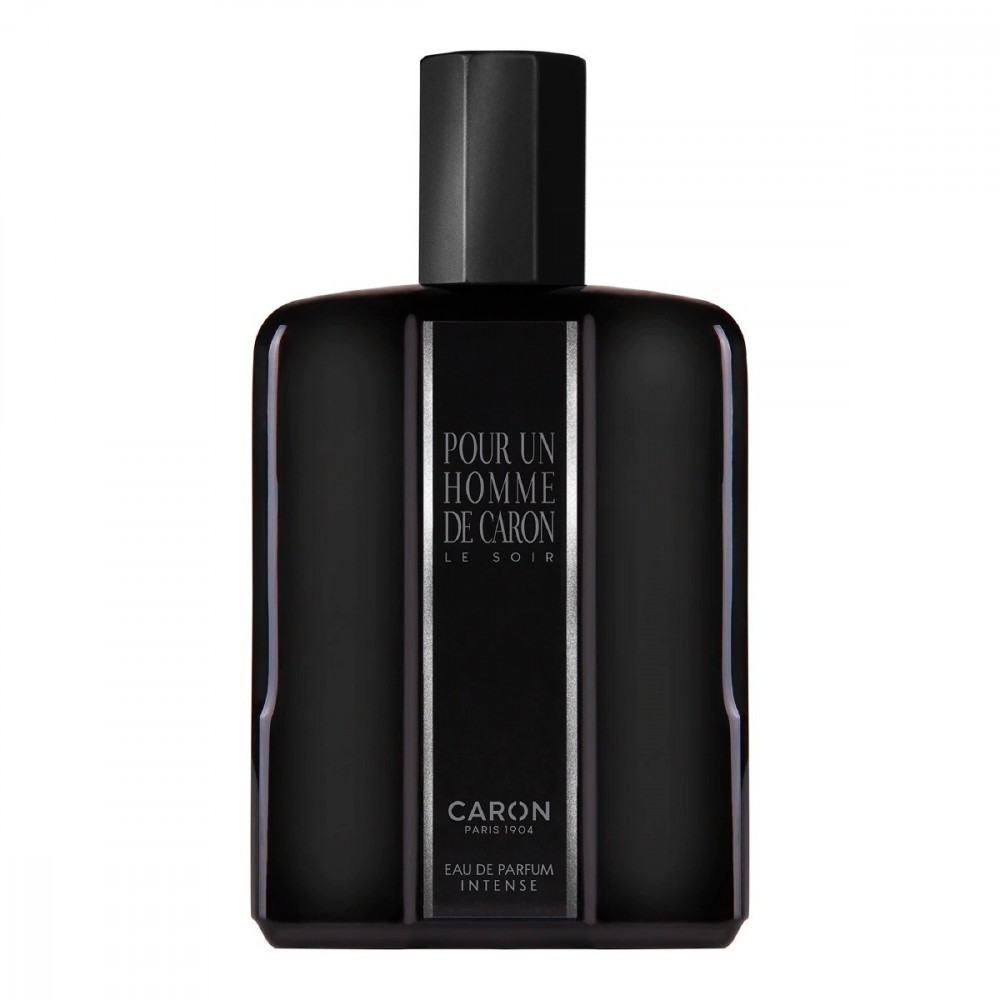 POUR UN
HOMME
DE CARON
LE SOIR
CARON
PARIS 1904
EAU DE PARFUM
INTENSE